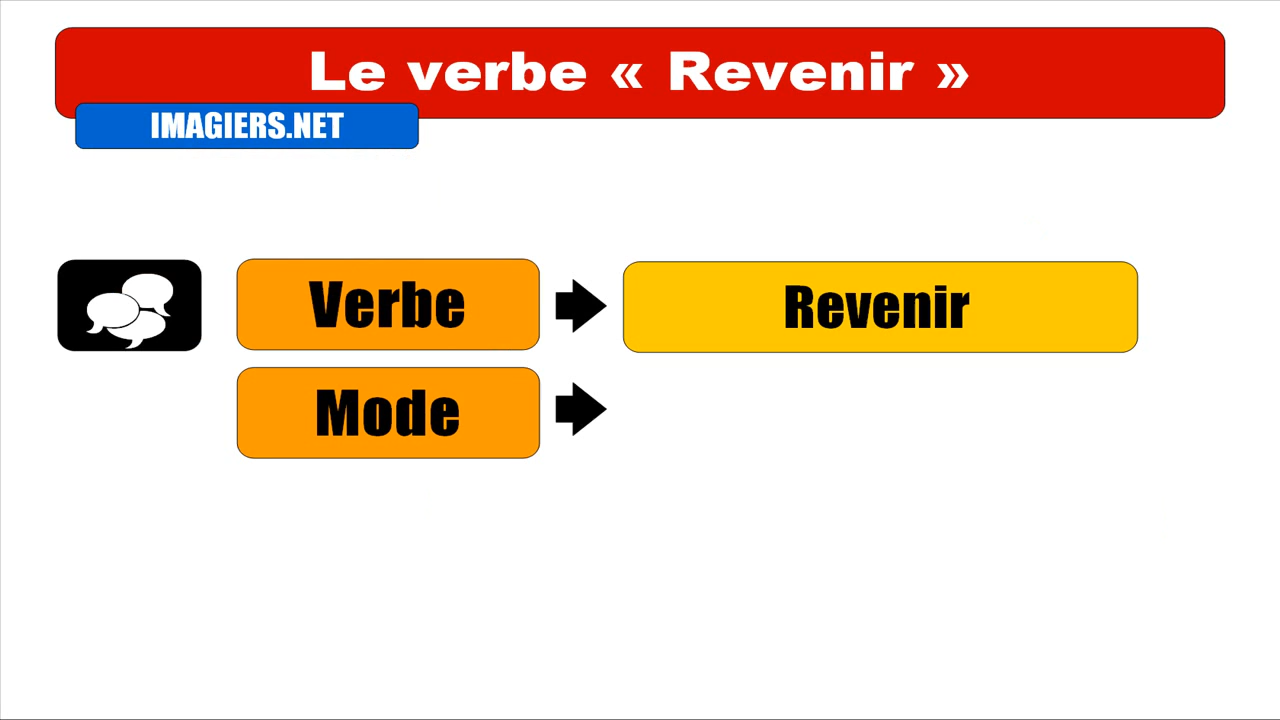 Le verbe « Revenir »
IMAGIERS.NET
Verbe
Revenir
Mode